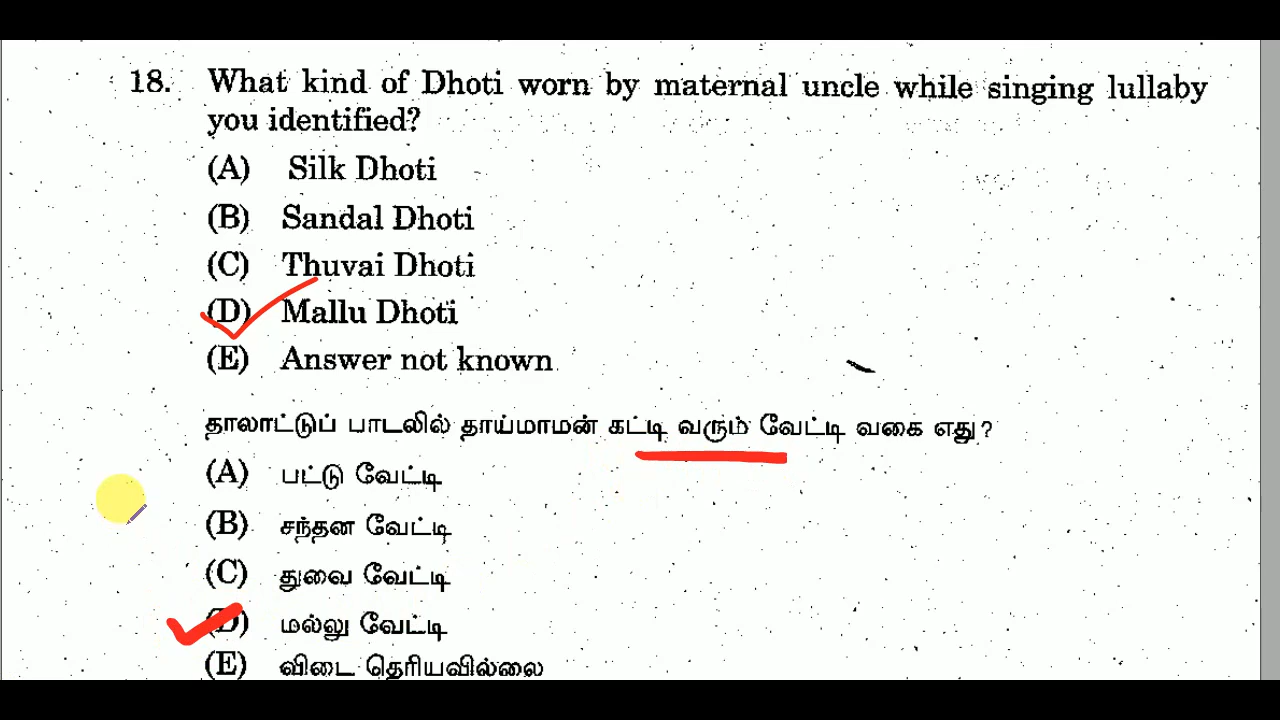 18. What kind of Dhoti worn by maternal uncle while singing lullaby
you identified?
(A) Silk Dhoti
(B) Sandal Dhoti
(C) Thuvai Dhoti
(D) Mallu Dhoti
(E) Answer not known
தாலாட்டுப் பாடலில் தாய்மாமன் கட்டி வரும் வேட்டி வகை எது?
(A) பட்டு வேட்டி
(B) சந்தன வேட்டி
(C) துவை வேட்டி
(D) மல்லு வேட்டி
(E) விடை தெரியவில்லை